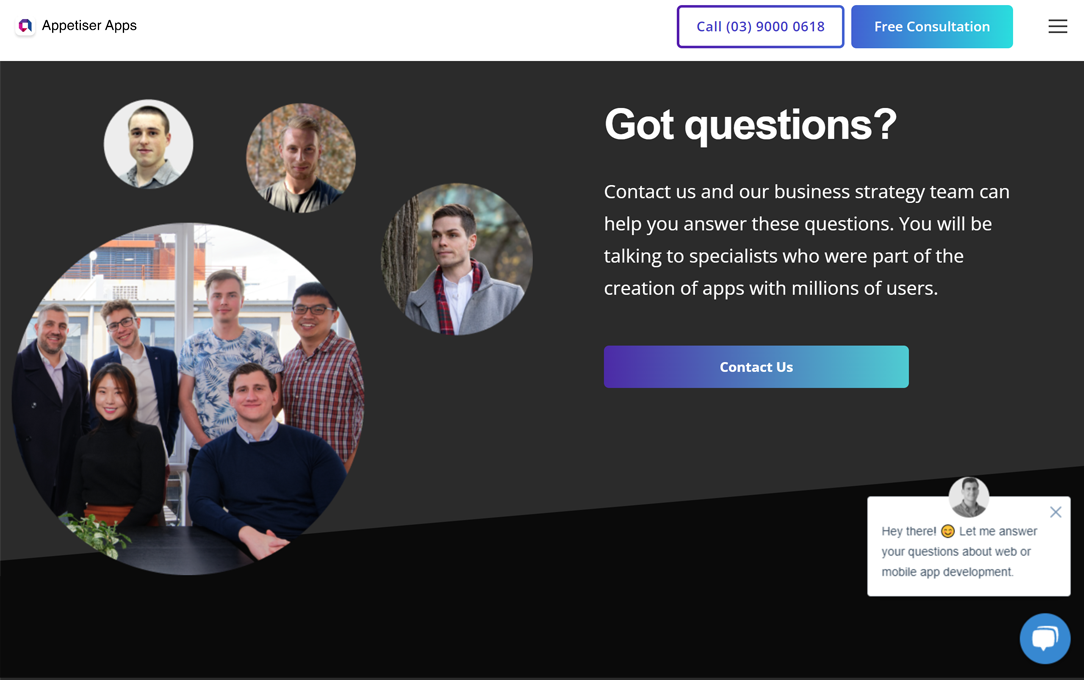 Appetiser Apps
Call (03) 9000 0618
Free Consultation
Got questions?
Contact us and our business strategy team can
help you answer these questions. You will be
talking to specialists who were part of the
creation of apps with millions of users.
Contact Us
Hey there! 😊 Let me answer
your questions about web or
mobile app development.